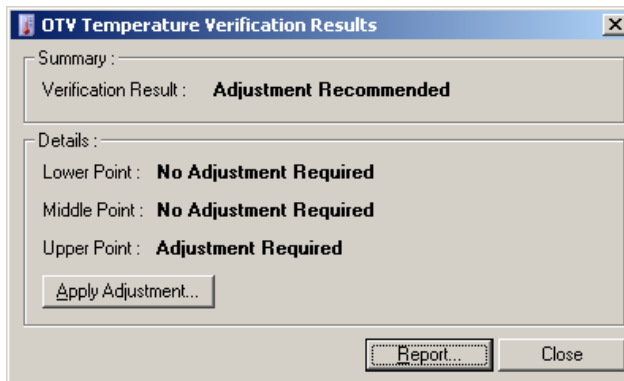 OTV Temperature Verification Results
Summary :
Verification Result : Adjustment Recommended
Details :
Lower Point : No Adjustment Required
Middle Point : No Adjustment Required
Upper Point : Adjustment Required
Apply Adjustment...
Report... Close